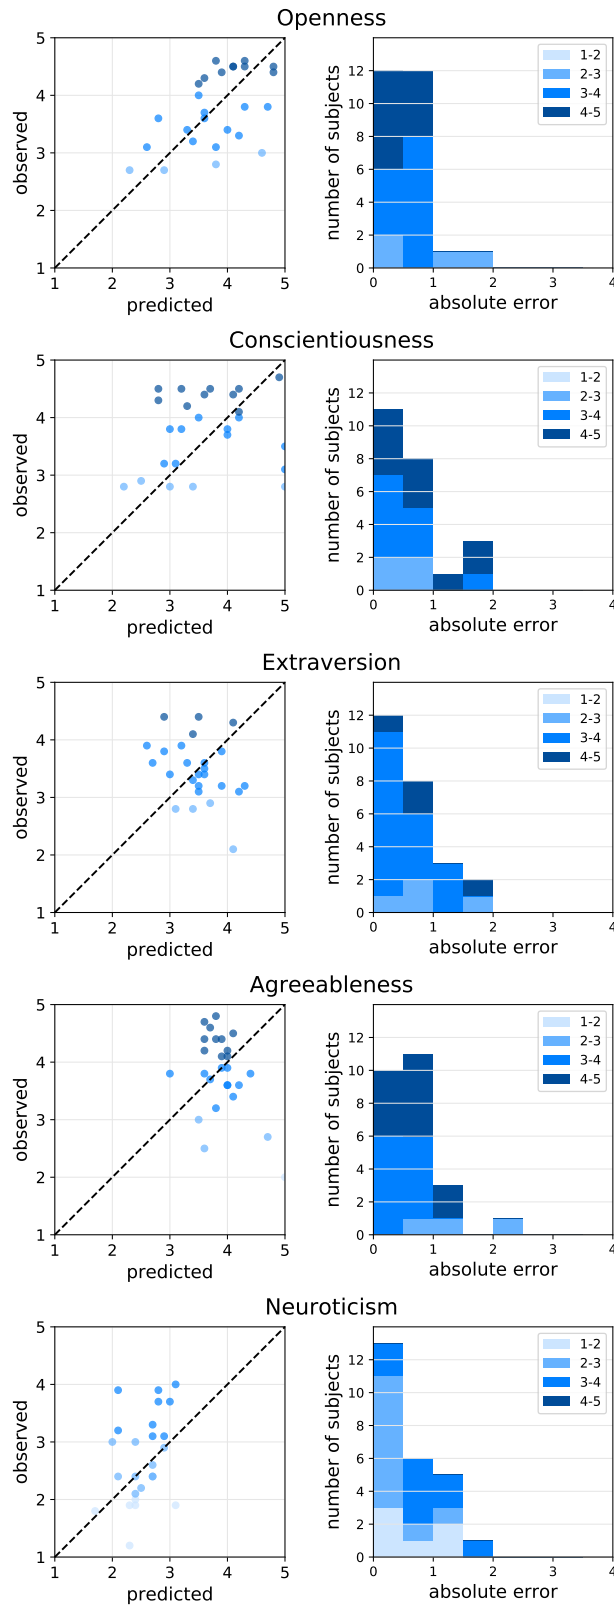 Openness
5
4
3
2
1
observed
1 2 3 4 5
predicted
12
10
8
6
4
2
0
number of subjects
0 1 2 3 4
absolute error
1-2
2-3
3-4
4-5
Conscientiousness
5
4
3
2
1
observed
1 2 3 4 5
predicted
12
10
8
6
4
2
0
number of subjects
0 1 2 3 4
absolute error
1-2
2-3
3-4
4-5
Extraversion
5
4
3
2
1
observed
1 2 3 4 5
predicted
12
10
8
6
4
2
0
number of subjects
0 1 2 3 4
absolute error
1-2
2-3
3-4
4-5
Agreeableness
5
4
3
2
1
observed
1 2 3 4 5
predicted
12
10
8
6
4
2
0
number of subjects
0 1 2 3 4
absolute error
1-2
2-3
3-4
4-5
Neuroticism
5
4
3
2
1
observed
1 2 3 4 5
predicted
12
10
8
6
4
2
0
number of subjects
0 1 2 3 4
absolute error
1-2
2-3
3-4
4-5